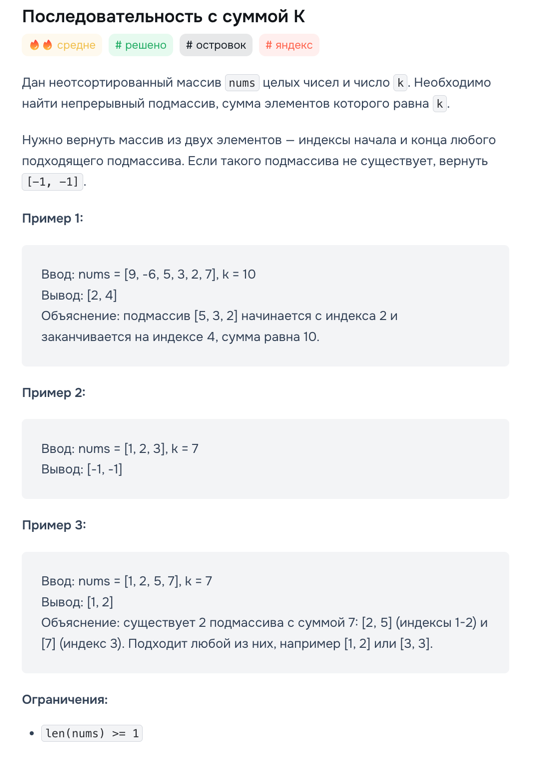 Последовательность с суммой K
🔥🔥 средне # решено # островок # яндекс
Дан неотсортированный массив nums целых чисел и число k. Необходимо
найти непрерывный подмассив, сумма элементов которого равна k.
Нужно вернуть массив из двух элементов — индексы начала и конца любого
подходящего подмассива. Если такого подмассива не существует, вернуть
[-1, -1].
Пример 1:
Ввод: nums = [9, -6, 5, 3, 2, 7], k = 10
Вывод: [2, 4]
Объяснение: подмассив [5, 3, 2] начинается с индекса 2 и
заканчивается на индексе 4, сумма равна 10.
Пример 2:
Ввод: nums = [1, 2, 3], k = 7
Вывод: [-1, -1]
Пример 3:
Ввод: nums = [1, 2, 5, 7], k = 7
Вывод: [1, 2]
Объяснение: существует 2 подмассива с суммой 7: [2, 5] (индексы 1-2) и
[7] (индекс 3). Подходит любой из них, например [1, 2] или [3, 3].
Ограничения:
• len(nums) >= 1